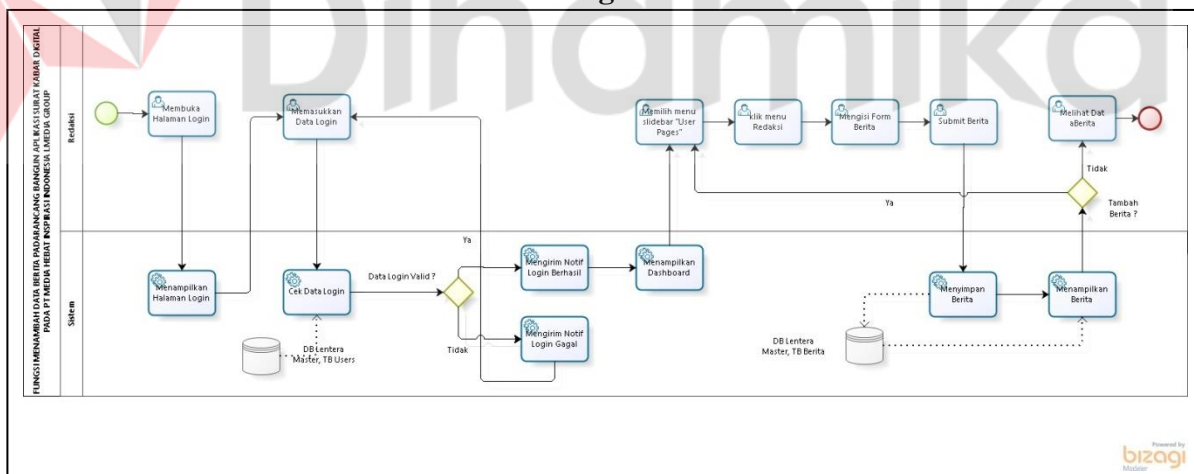 Dinamika
FUNGSI MENAMBAH DATA BERITA PADARANCANG BANGUN APLIKASI SURAT KABAR DIGITAL
PADA PT MEDIA HEBAT INSPIRASI INDONESIA LMEDIA GROUP
Redaksi
Membuka
Halaman Login
Memasukkan
Data Login
Memilih menu
slidebar "User
Pages"
klik menu
Redaksi
Mengisi Form
Berita
Submit Berita
Melihat Dat
aBerita
Tidak
Tambah
Berita ?
Ya
Sistem
Menampilkan
Halaman Login
Cek Data Login
Data Login Valid ?
Ya
Tidak
Mengirim Notif
Login Berhasil
Mengirim Notif
Login Gagal
Menampilkan
Dashboard
Menyimpan
Berita
Menampilkan
Berita
DB Lentera
Master, TB Users
DB Lentera
Master, TB Berita
Powered by
bizagi
Modeler